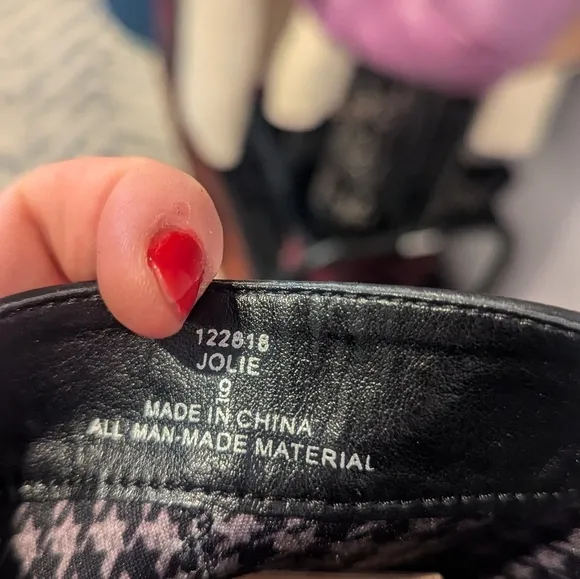 122818
JOLIE
9
MADE IN CHINA
ALL MAN-MADE MATERIAL